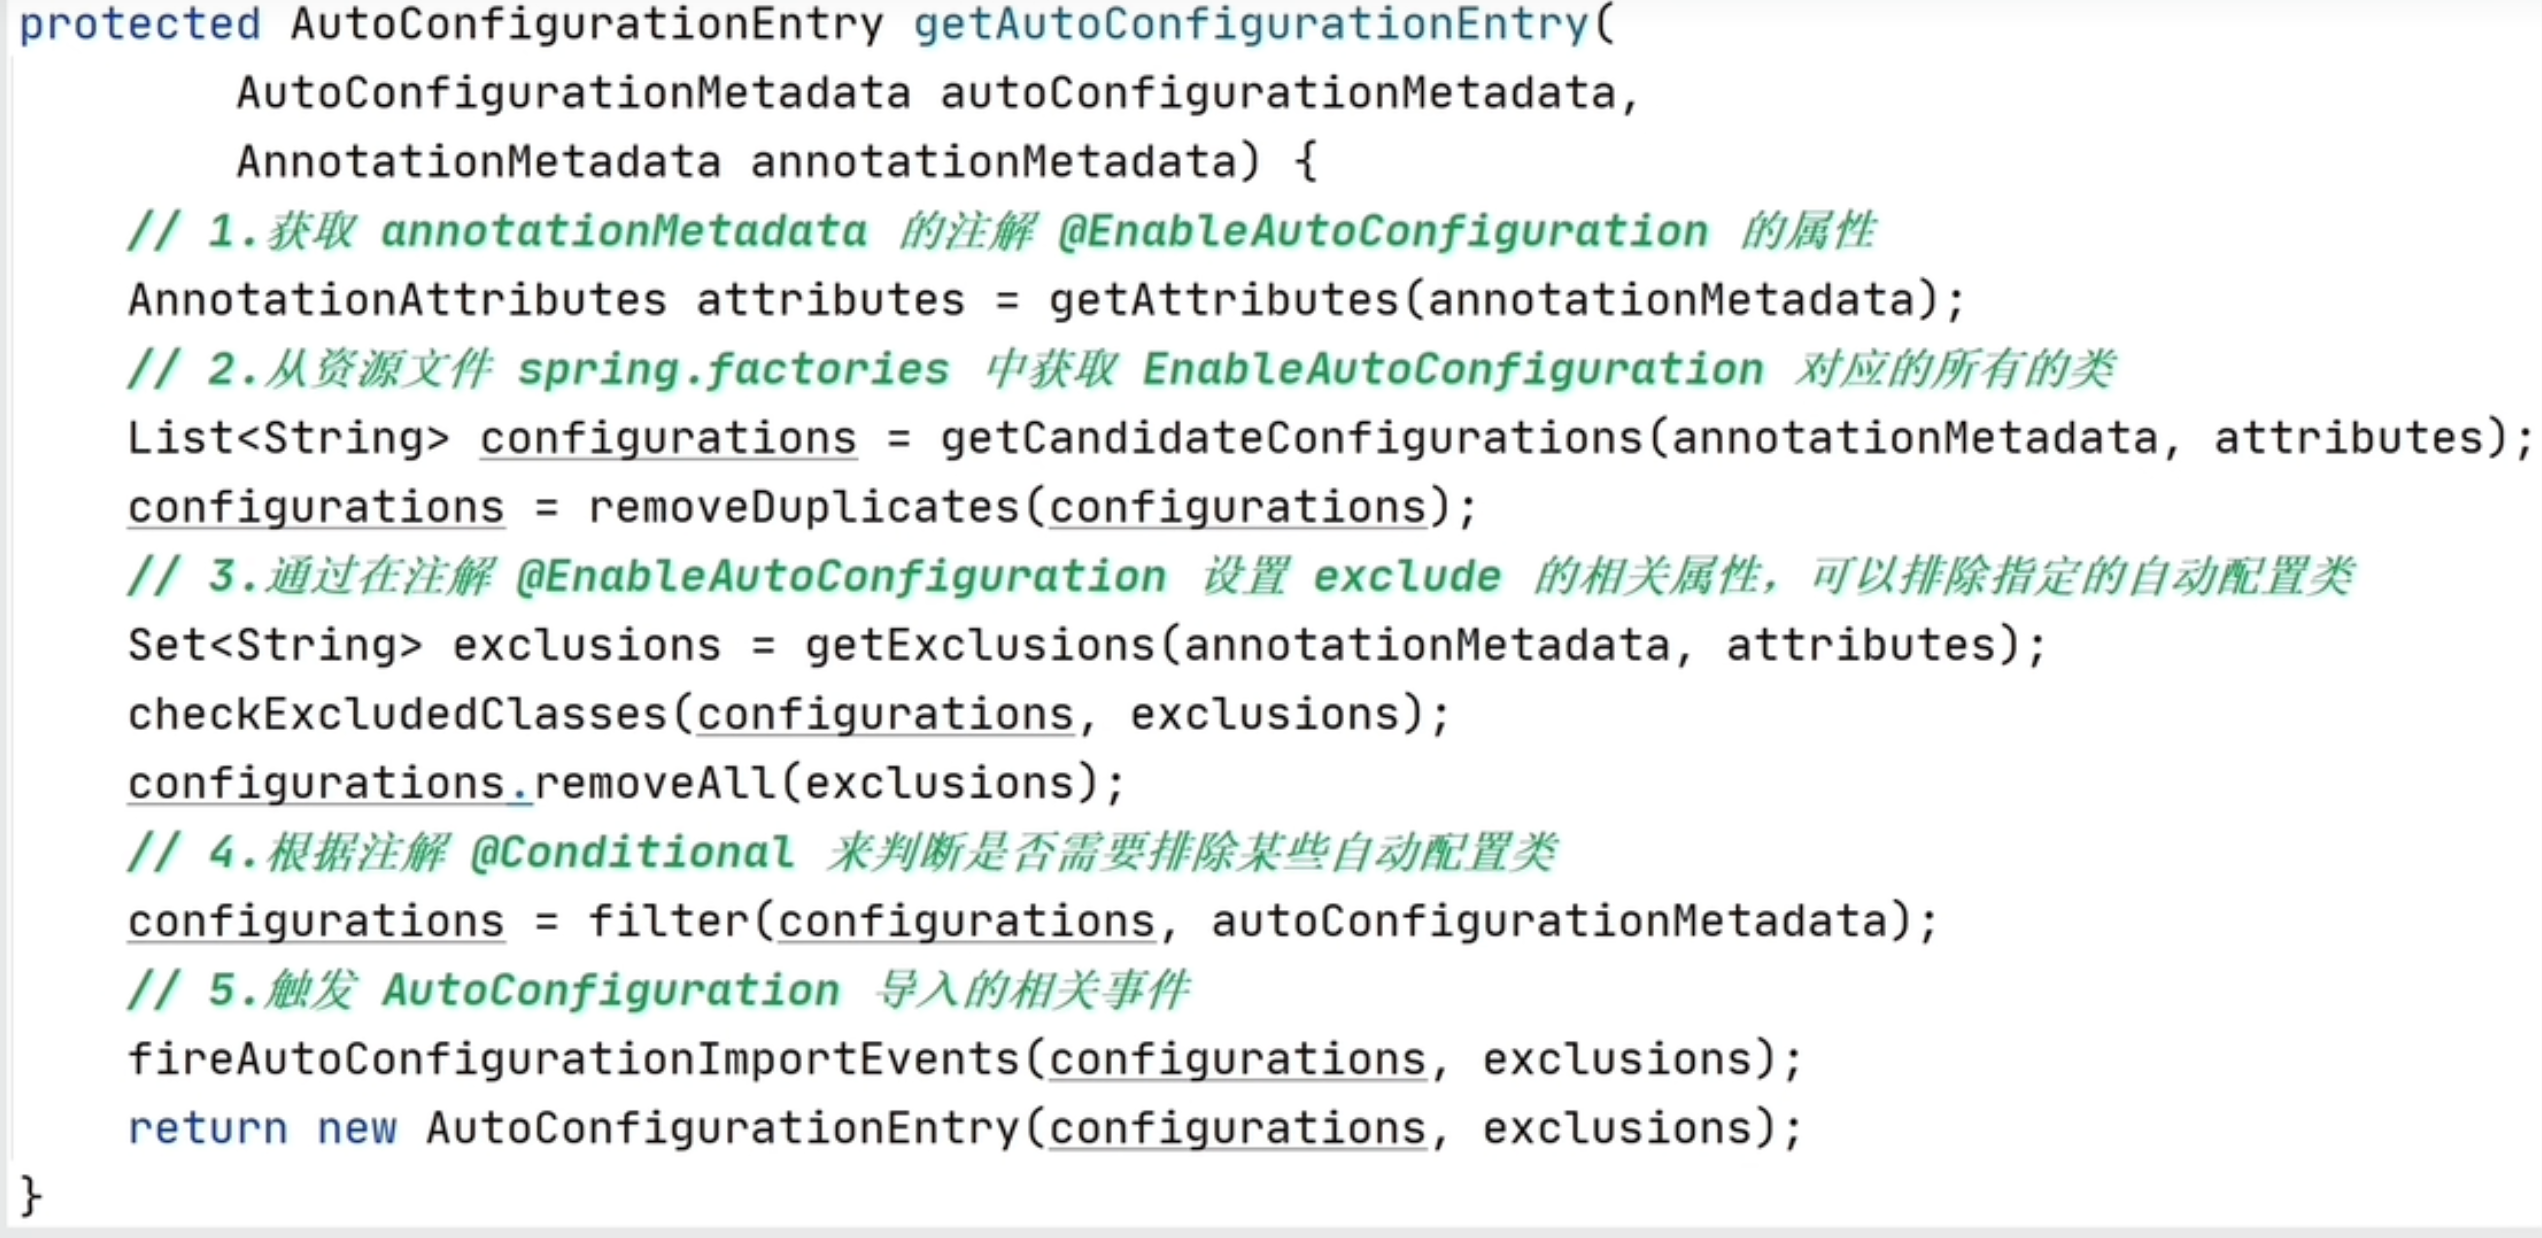 protected AutoConfigurationEntry getAutoConfigurationEntry(
AutoConfigurationMetadata autoConfigurationMetadata,
AnnotationMetadata annotationMetadata) {
// 1.获取 annotationMetadata 的注解 @EnableAutoConfiguration 的属性
AnnotationAttributes attributes = getAttributes(annotationMetadata);
// 2.从资源文件 spring.factories 中获取 EnableAutoConfiguration 对应的所有的类
List<String> configurations = getCandidateConfigurations(annotationMetadata, attributes);
configurations = removeDuplicates(configurations);
// 3.通过在注解 @EnableAutoConfiguration 设置 exclude 的相关属性，可以排除指定的自动配置类
Set<String> exclusions = getExclusions(annotationMetadata, attributes);
checkExcludedClasses(configurations, exclusions);
configurations.removeAll(exclusions);
// 4.根据注解 @Conditional 来判断是否需要排除某些自动配置类
configurations = filter(configurations, autoConfigurationMetadata);
// 5.触发 AutoConfiguration 导入的相关事件
fireAutoConfigurationImportEvents(configurations, exclusions);
return new AutoConfigurationEntry(configurations, exclusions);
}